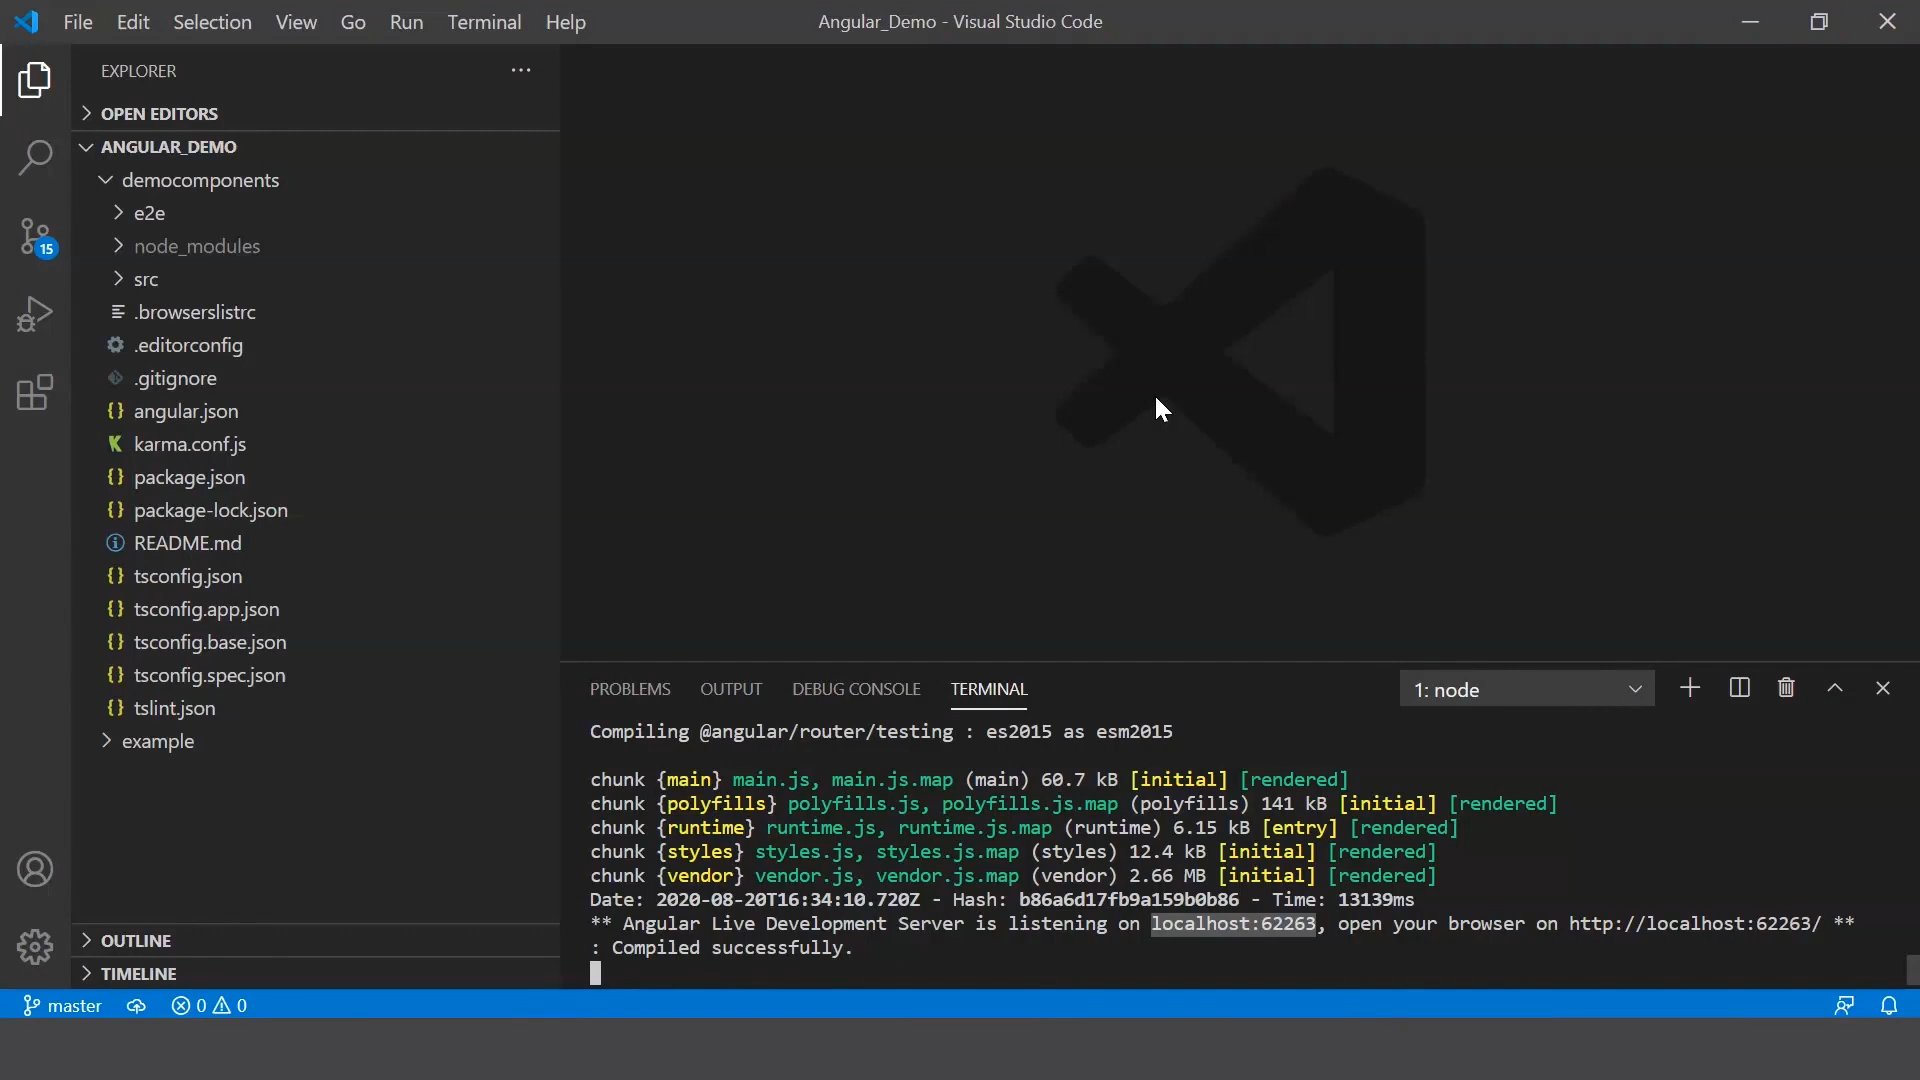 File Edit Selection View Go Run Terminal Help
Angular_Demo - Visual Studio Code
EXPLORER
OPEN EDITORS
ANGULAR_DEMO
democomponents
e2e
node_modules
src
.browserslistrc
.editorconfig
.gitignore
angular.json
karma.conf.js
package.json
package-lock.json
README.md
tsconfig.json
tsconfig.app.json
tsconfig.base.json
tsconfig.spec.json
tslint.json
example
OUTLINE
TIMELINE
15
PROBLEMS OUTPUT DEBUG CONSOLE TERMINAL
1: node
Compiling @angular/router/testing : es2015 as esm2015
chunk {main} main.js, main.js.map (main) 60.7 kB [initial] [rendered]
chunk {polyfills} polyfills.js, polyfills.js.map (polyfills) 141 kB [initial] [rendered]
chunk {runtime} runtime.js, runtime.js.map (runtime) 6.15 kB [entry] [rendered]
chunk {styles} styles.js, styles.js.map (styles) 12.4 kB [initial] [rendered]
chunk {vendor} vendor.js, vendor.js.map (vendor) 2.66 MB [initial] [rendered]
Date: 2020-08-20T16:34:10.720Z - Hash: b86a6d17fb9a159b0b86 - Time: 13139ms
** Angular Live Development Server is listening on localhost:62263, open your browser on http://localhost:62263/ **
: Compiled successfully.
master 0 0